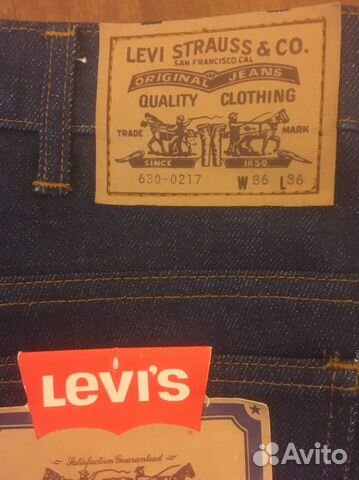 LEVI STRAUSS & CO.
SAN FRANCISCO CAL
ORIGINAL JEANS
QUALITY CLOTHING
TRADE MARK
SINCE 1850
630-0217 W 36 L 36
LEVI'S
Satisfaction Guaranteed
Avito